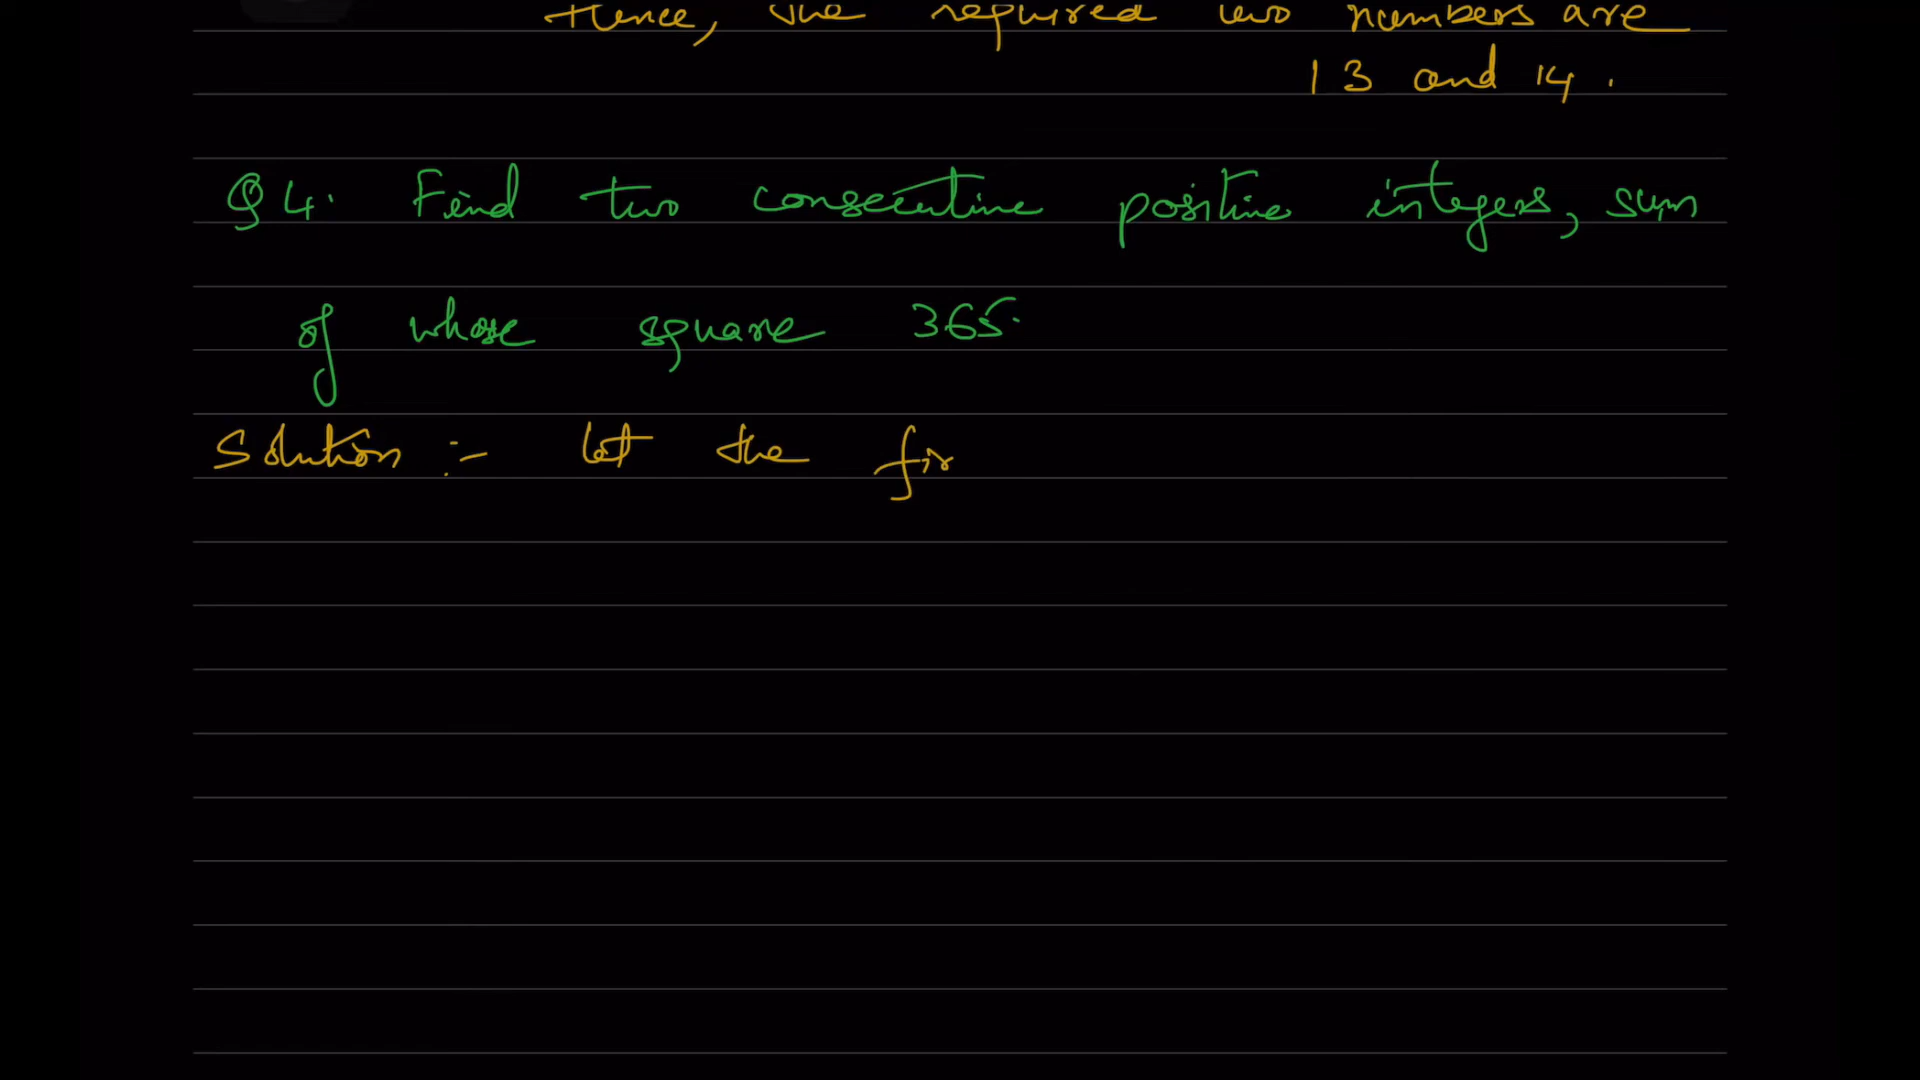 Hence, the required two numbers are
13 and 14.
Q4. Find two consecutive positive integers, sum
of whose square 365.
Solution :- let the fir